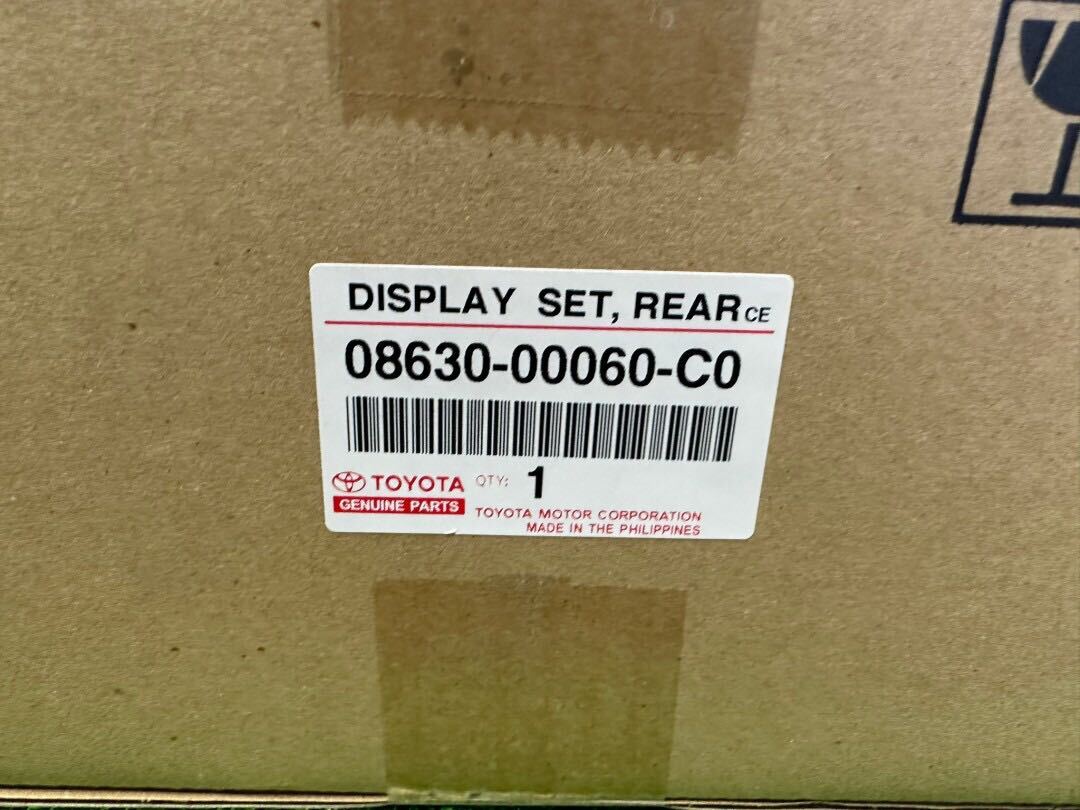 DISPLAY SET, REAR CE
08630-00060-C0
TOYOTA QTY: 1
GENUINE PARTS
TOYOTA MOTOR CORPORATION
MADE IN THE PHILIPPINES